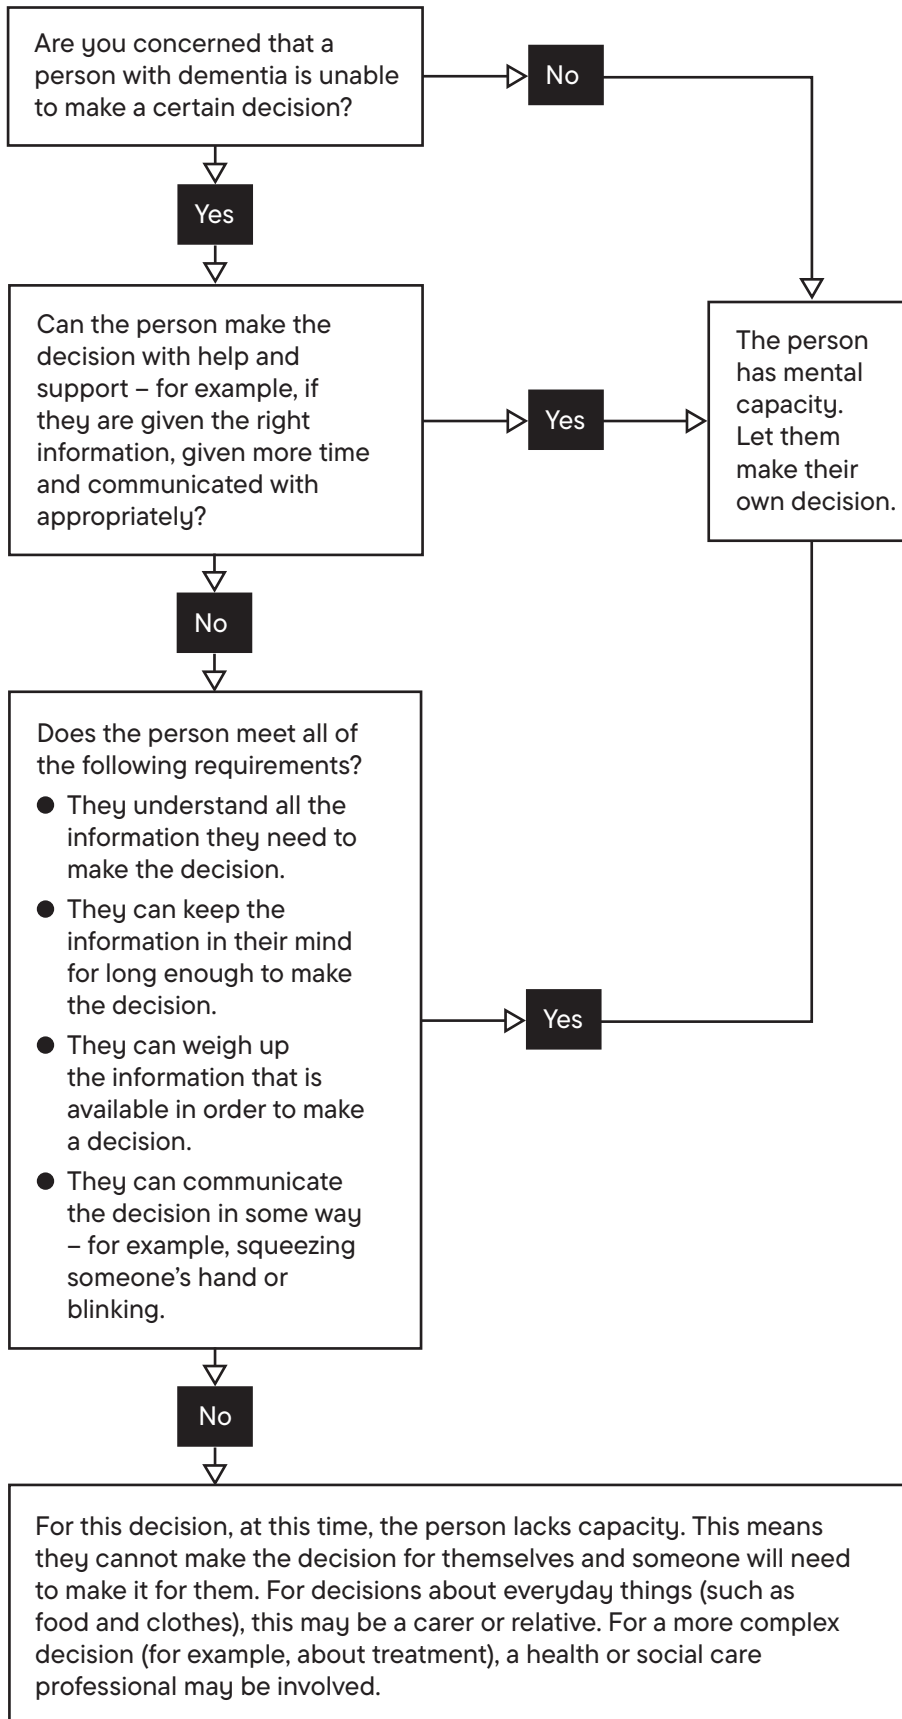 Are you concerned that a
person with dementia is unable
to make a certain decision?
No
Yes
Can the person make the
decision with help and
support – for example, if
they are given the right
information, given more time
and communicated with
appropriately?
Yes
The person
has mental
capacity.
Let them
make their
own decision.
No
Does the person meet all of
the following requirements?
● They understand all the
information they need to
make the decision.
● They can keep the
information in their mind
for long enough to make
the decision.
● They can weigh up
the information that is
available in order to make
a decision.
● They can communicate
the decision in some way
– for example, squeezing
someone’s hand or
blinking.
Yes
No
For this decision, at this time, the person lacks capacity. This means
they cannot make the decision for themselves and someone will need
to make it for them. For decisions about everyday things (such as
food and clothes), this may be a carer or relative. For a more complex
decision (for example, about treatment), a health or social care
professional may be involved.